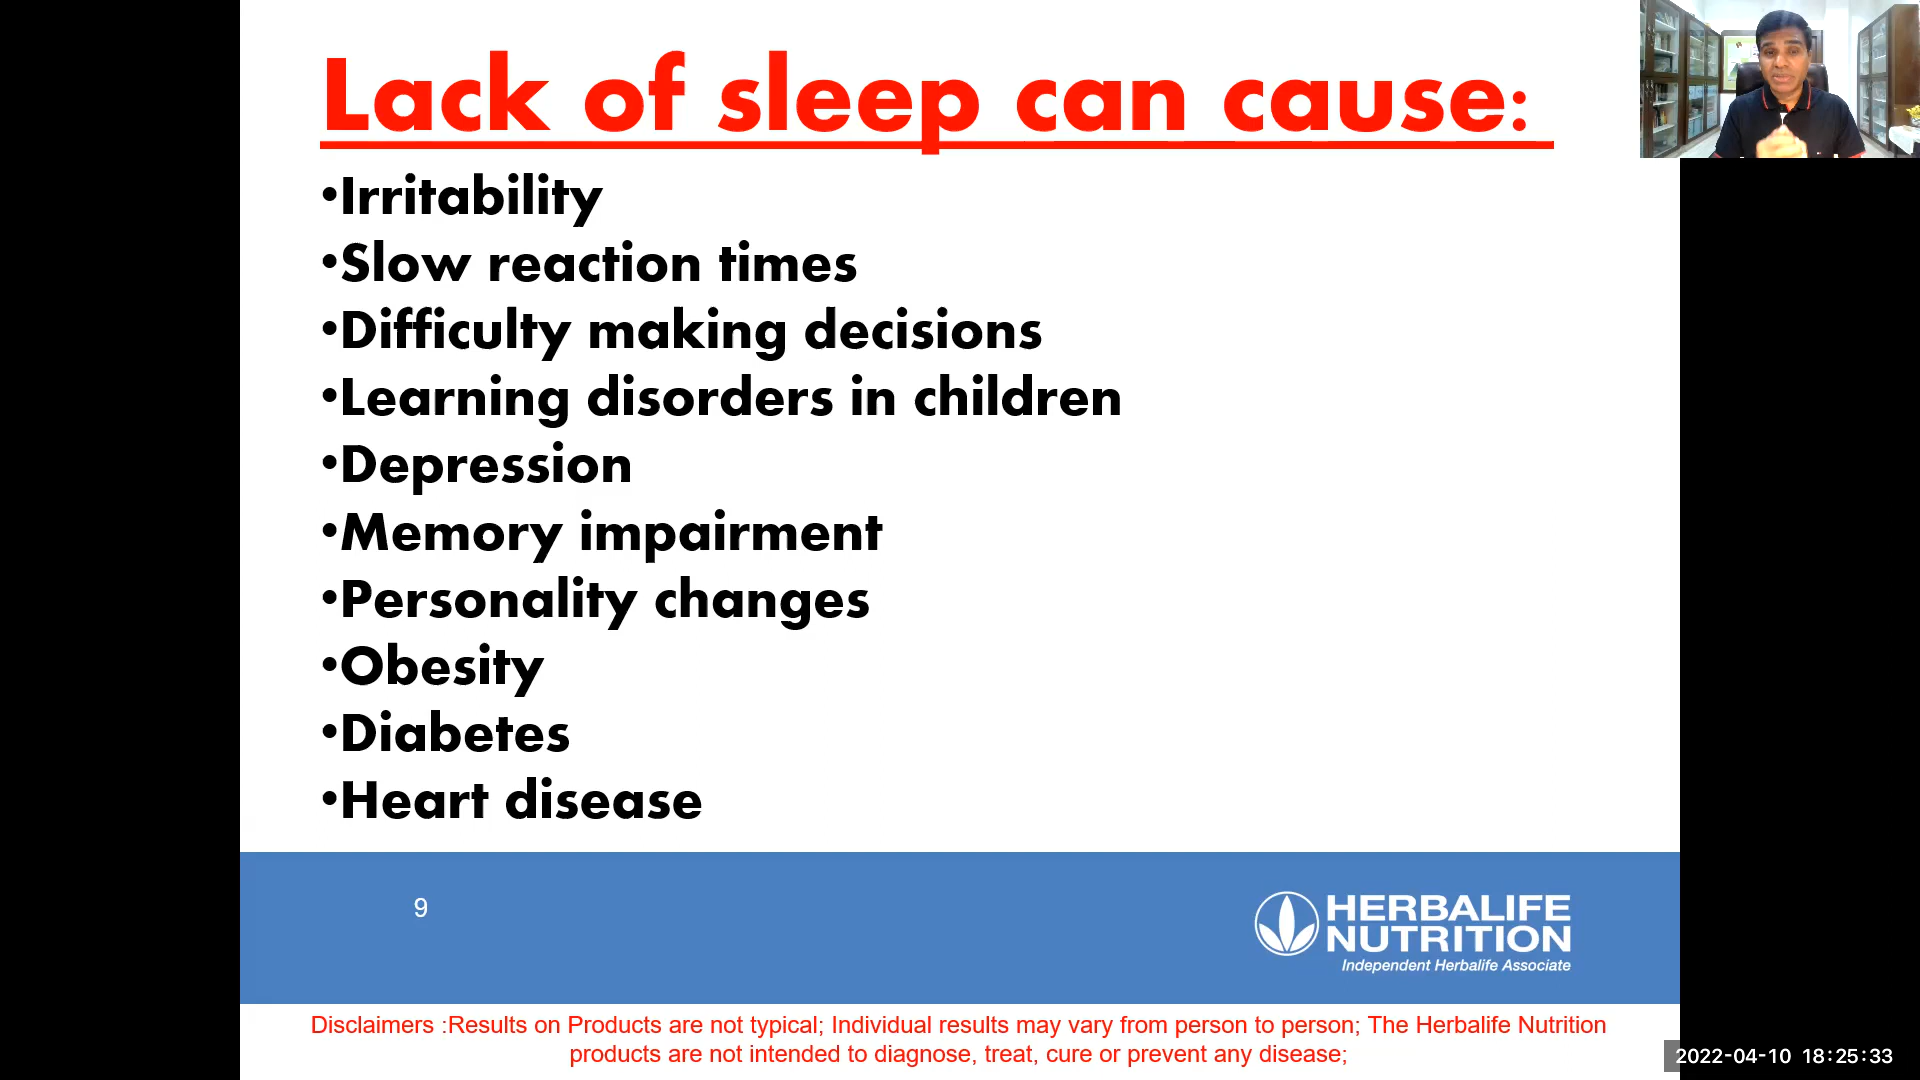 Lack of sleep can cause:
•Irritability
•Slow reaction times
•Difficulty making decisions
•Learning disorders in children
•Depression
•Memory impairment
•Personality changes
•Obesity
•Diabetes
•Heart disease
9
HERBALIFE
NUTRITION
Independent Herbalife Associate
Disclaimers :Results on Products are not typical; Individual results may vary from person to person; The Herbalife Nutrition
products are not intended to diagnose, treat, cure or prevent any disease;
2022-04-10 18:25:33